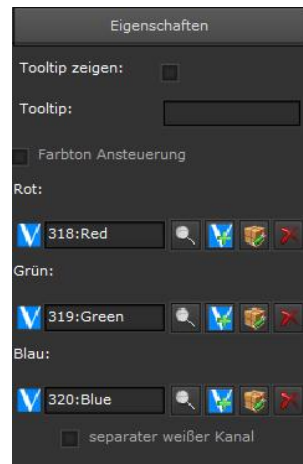 Eigenschaften
Tooltip zeigen:
Tooltip:
Farbton Ansteuerung
Rot:
318:Red
Grün:
319:Green
Blau:
320:Blue
separater weißer Kanal